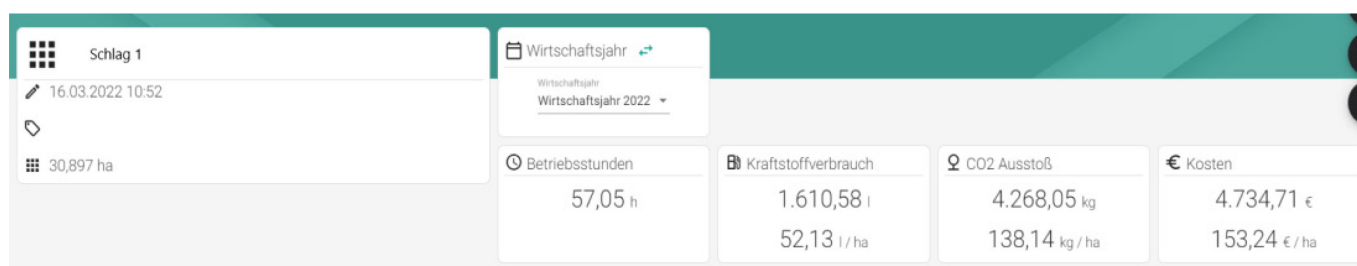 Schlag 1
16.03.2022 10:52
30,897 ha
Wirtschaftsjahr
Wirtschaftsjahr
Wirtschaftsjahr 2022
Betriebsstunden
57,05 h
Kraftstoffverbrauch
1.610,58 l
52,13 l / ha
CO2 Ausstoß
4.268,05 kg
138,14 kg / ha
€ Kosten
4.734,71 €
153,24 € / ha